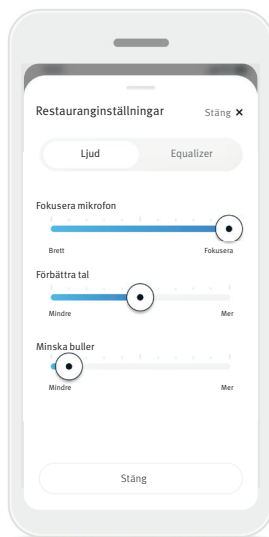 Restauranginställningar Stäng ×
Ljud Equalizer
Fokusera mikrofon
Brett Fokusera
Förbättra tal
Mindre Mer
Minska buller
Mindre Mer
Stäng